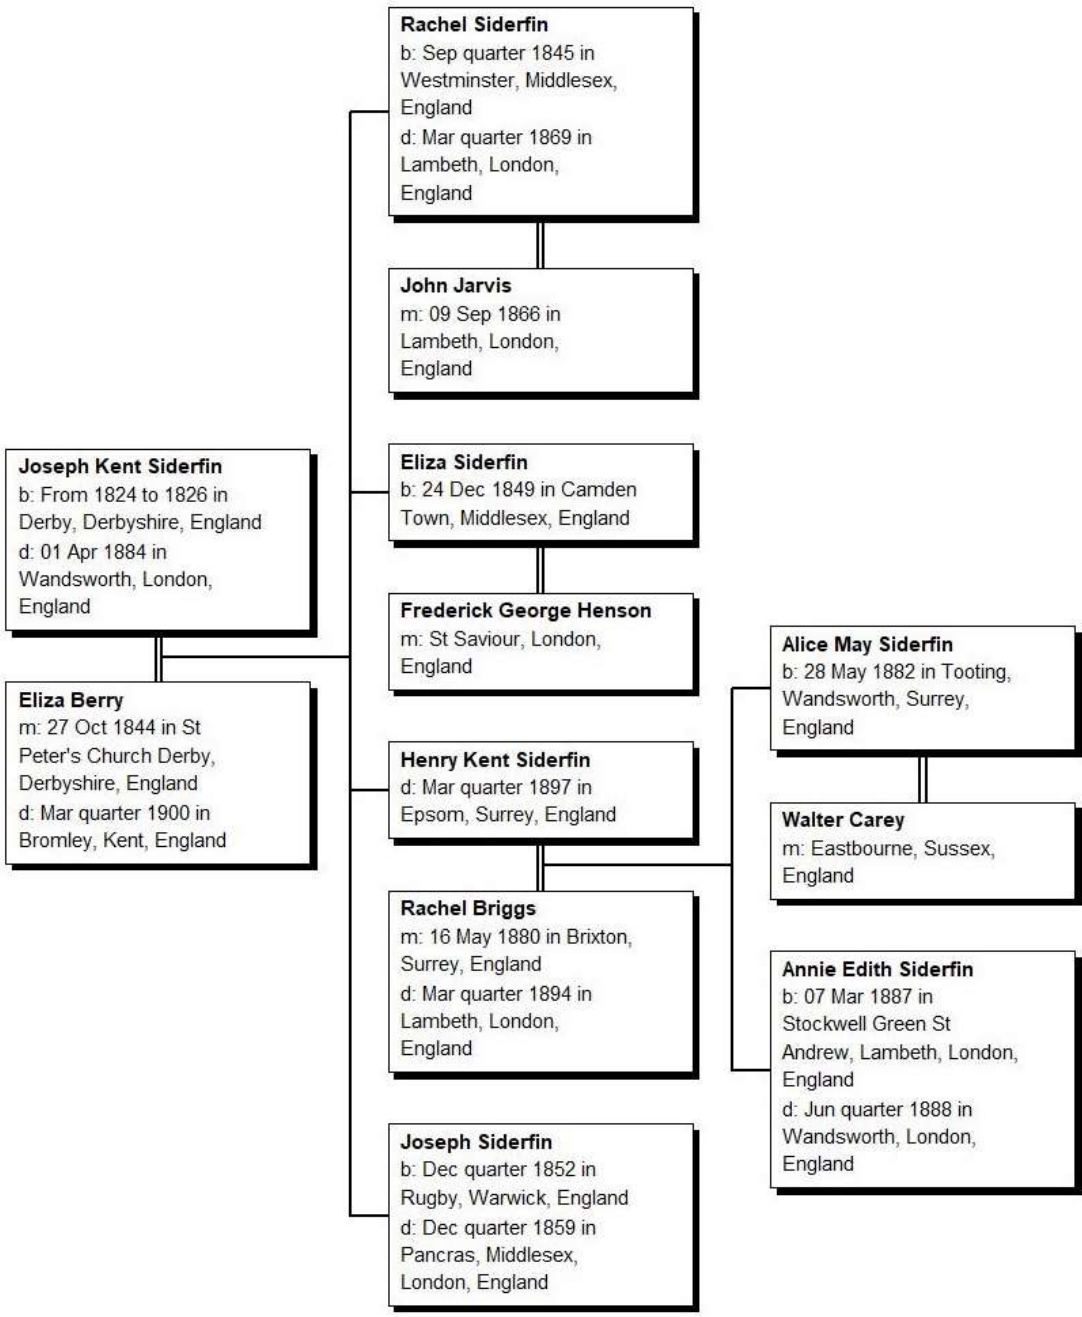 Rachel Siderfin
b: Sep quarter 1845 in
Westminster, Middlesex,
England
d: Mar quarter 1869 in
Lambeth, London,
England
John Jarvis
m: 09 Sep 1866 in
Lambeth, London,
England
Joseph Kent Siderfin
b: From 1824 to 1826 in
Derby, Derbyshire, England
d: 01 Apr 1884 in
Wandsworth, London,
England
Eliza Berry
m: 27 Oct 1844 in St
Peter's Church Derby,
Derbyshire, England
d: Mar quarter 1900 in
Bromley, Kent, England
Eliza Siderfin
b: 24 Dec 1849 in Camden
Town, Middlesex, England
Frederick George Henson
m: St Saviour, London,
England
Henry Kent Siderfin
d: Mar quarter 1897 in
Epsom, Surrey, England
Rachel Briggs
m: 16 May 1880 in Brixton,
Surrey, England
d: Mar quarter 1894 in
Lambeth, London,
England
Joseph Siderfin
b: Dec quarter 1852 in
Rugby, Warwick, England
d: Dec quarter 1859 in
Pancras, Middlesex,
London, England
Alice May Siderfin
b: 28 May 1882 in Tooting,
Wandsworth, Surrey,
England
Walter Carey
m: Eastbourne, Sussex,
England
Annie Edith Siderfin
b: 07 Mar 1887 in
Stockwell Green St
Andrew, Lambeth, London,
England
d: Jun quarter 1888 in
Wandsworth, London,
England